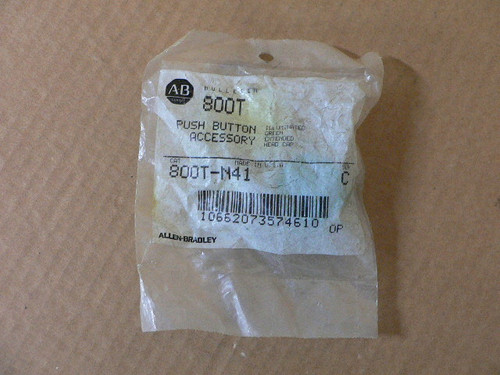 AB
BULLETIN
800T
PUSH BUTTON
ACCESSORY
ILLUMINATED
GREEN
EXTENDED
HEAD CAP
CAT
MADE IN U.S.A.
800T-N41
C
10662073574610
OP
ALLEN-BRADLEY